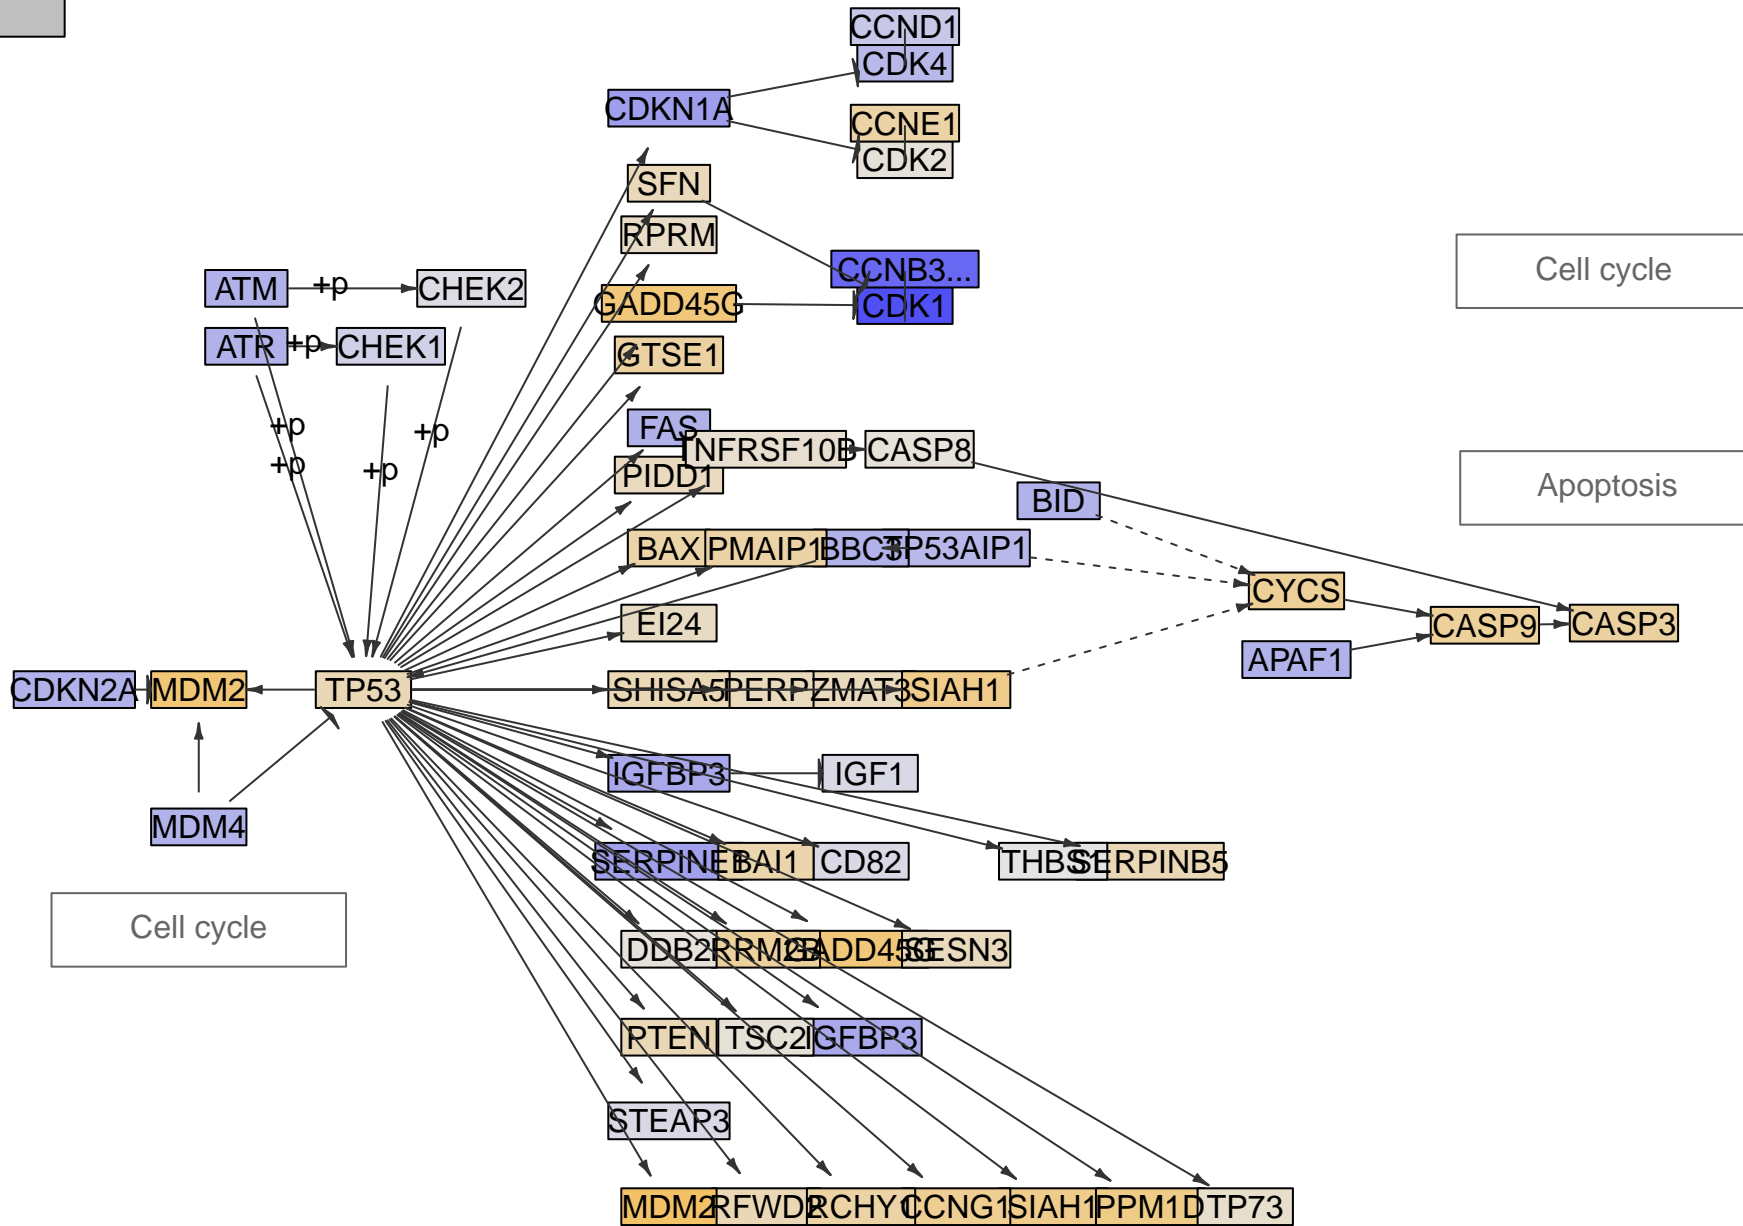 CCND1
CDK4
CDKN1A
CCNE1
CDK2
SFN
RPRM
CCNB3...
Cell cycle
ATM +p CHEK2
GADD45G
CDK1
ATR +p CHEK1
GTSE1
+p
FAS
+p
TNFRSF10B
CASP8
+p
+p
PIDD1
Apoptosis
BID
BAX
PMAIP1
BBC3
TP53AIP1
CYCS
EI24
CASP9
CASP3
APAF1
CDKN2A
MDM2
TP53
SHISA5
PERP
ZMAT3
SIAH1
IGFBP3
IGF1
MDM4
SERPINE1
BAI1
CD82
THBS1
SERPINB5
Cell cycle
DDB2
RRM2B
GADD45G
SESN3
PTEN
TSC2
IGFBP3
STEAP3
MDM2
RFWD2
RCHY1
CCNG1
SIAH1
PPM1D
TP73